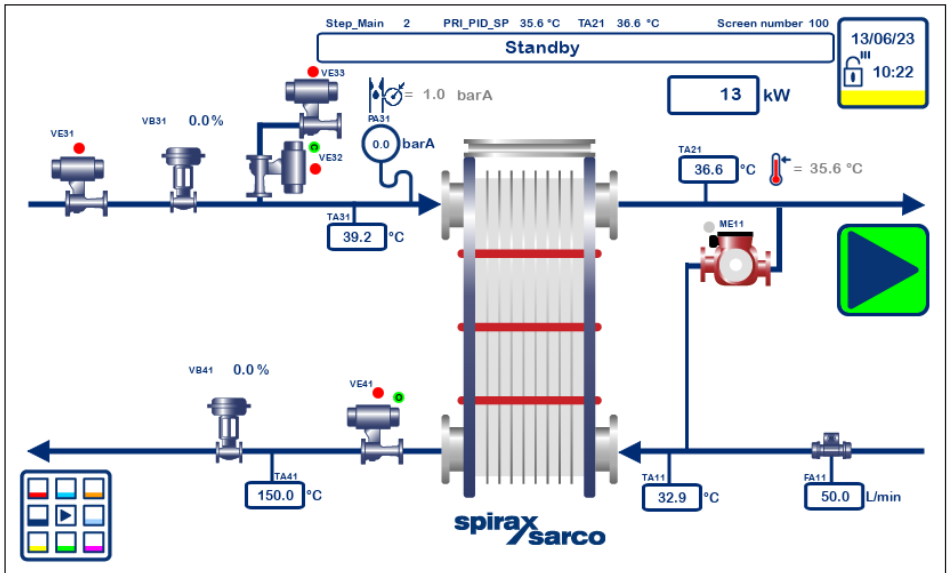 Step_Main 2 PRI_PID_SP 35.6 °C TA21 36.6 °C Screen number 100
Standby
13/06/23
10:22
VE33
= 1.0 barA
13 kW
VE31
VB31 0.0 %
VE32
PA31
0.0 barA
TA21
36.6 °C
= 35.6 °C
TA31
39.2 °C
ME11
VB41 0.0 %
VE41
TA41
150.0 °C
TA11
32.9 °C
FA11
50.0 L/min
spirax
sarco